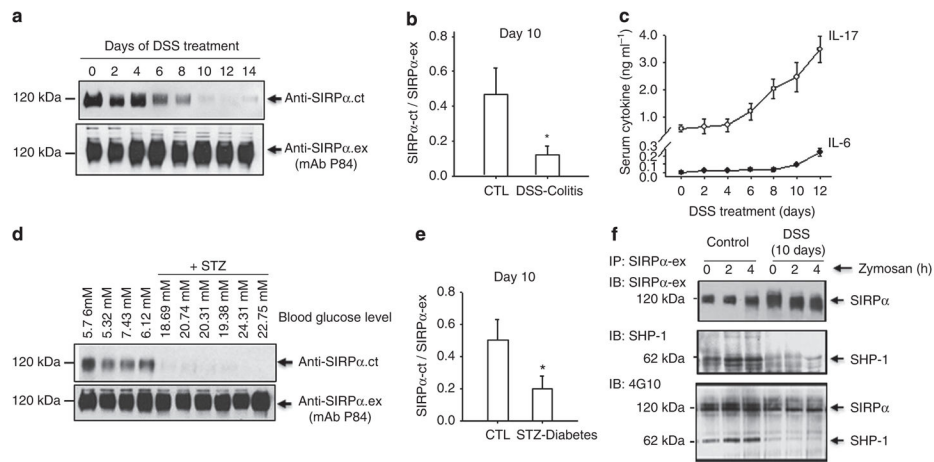 a
Days of DSS treatment
0 2 4 6 8 10 12 14
120 kDa
Anti-SIRPα.ct
120 kDa
Anti-SIRPα.ex
(mAb P84)
b
Day 10
SIRPα-ct / SIRPα-ex
0.8
0.6
0.4
0.2
0.0
*
CTL DSS-Colitis
c
Serum cytokine (ng ml⁻¹)
4.0
3.0
2.0
1.0
0.3
0.2
0.1
0.0
IL-17
IL-6
0 2 4 6 8 10 12
DSS treatment (days)
d
+ STZ
5.7 6mM
5.32 mM
7.43 mM
6.12 mM
18.69 mM
20.74 mM
20.31 mM
19.38 mM
24.31 mM
22.75 mM
Blood glucose level
120 kDa
Anti-SIRPα.ct
120 kDa
Anti-SIRPα.ex
(mAb P84)
e
Day 10
SIRPα-ct / SIRPα-ex
0.8
0.6
0.4
0.2
0.0
*
CTL STZ-Diabetes
f
Control
DSS
(10 days)
IP: SIRPα-ex
0 2 4 0 2 4
Zymosan (h)
IB: SIRPα-ex
120 kDa
SIRPα
IB: SHP-1
62 kDa
SHP-1
IB: 4G10
120 kDa
SIRPα
62 kDa
SHP-1